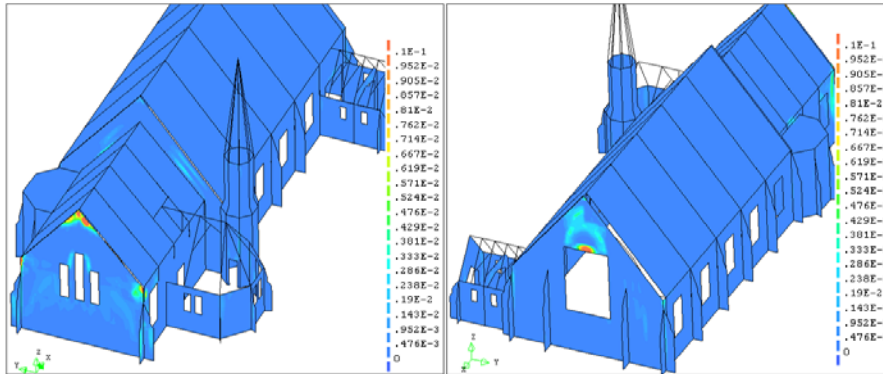 .1E-1
.952E-2
.905E-2
.857E-2
.81E-2
.762E-2
.714E-2
.667E-2
.619E-2
.571E-2
.524E-2
.476E-2
.429E-2
.381E-2
.333E-2
.286E-2
.238E-2
.19E-2
.143E-2
.952E-3
.476E-3
0
Z
Y
X
.1E-1
.952E-2
.905E-2
.857E-2
.81E-2
.762E-2
.714E-2
.667E-2
.619E-2
.571E-2
.524E-2
.476E-2
.429E-2
.381E-2
.333E-2
.286E-2
.238E-2
.19E-2
.143E-2
.952E-3
.476E-3
0
Z
X
Y